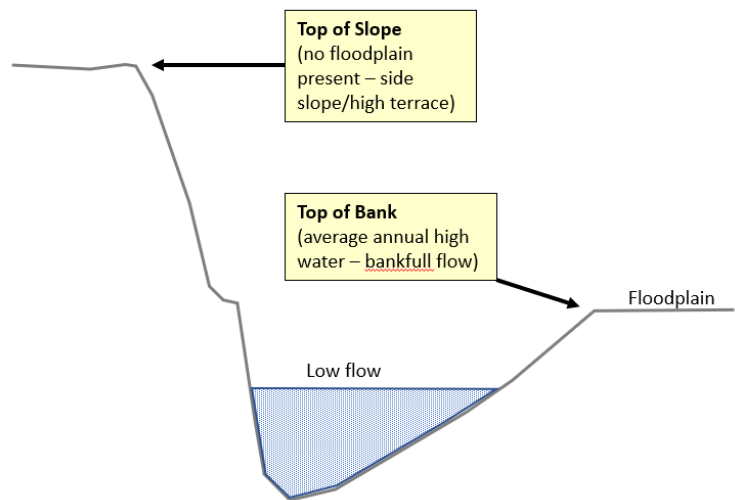 Top of Slope
(no floodplain
present – side
slope/high terrace)
Top of Bank
(average annual high
water – bankfull flow)
Floodplain
Low flow